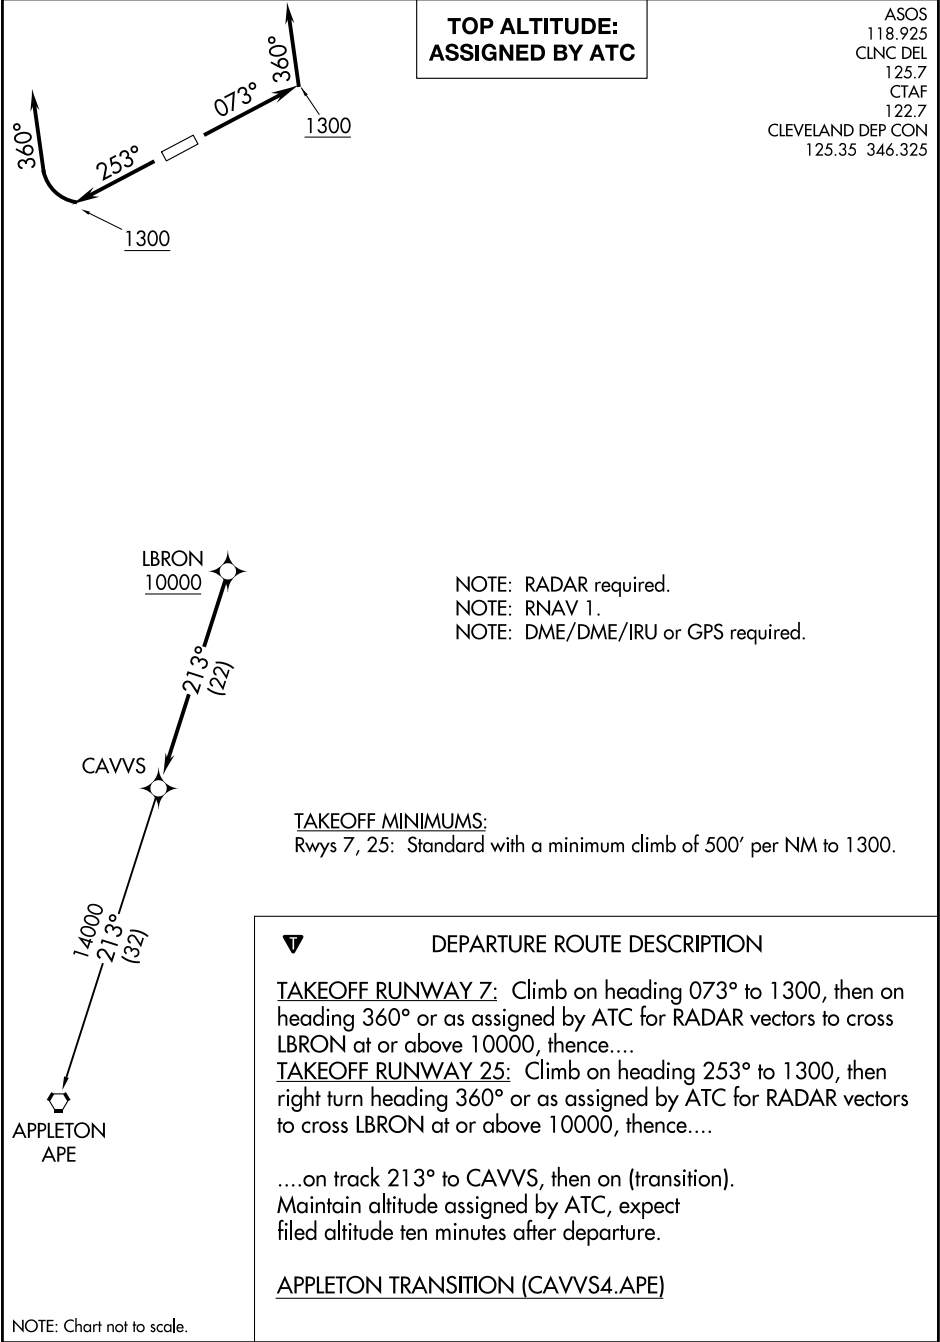 TOP ALTITUDE:
ASSIGNED BY ATC
ASOS
118.925
CLNC DEL
125.7
CTAF
122.7
CLEVELAND DEP CON
125.35 346.325
360°
073°
1300
360°
253°
1300
LBRON
10000
213°
(22)
CAVVS
14000
213°
(32)
APPLETON
APE
NOTE: RADAR required.
NOTE: RNAV 1.
NOTE: DME/DME/IRU or GPS required.
TAKEOFF MINIMUMS:
Rwys 7, 25: Standard with a minimum climb of 500' per NM to 1300.
T
DEPARTURE ROUTE DESCRIPTION
TAKEOFF RUNWAY 7: Climb on heading 073° to 1300, then on
heading 360° or as assigned by ATC for RADAR vectors to cross
LBRON at or above 10000, thence....
TAKEOFF RUNWAY 25: Climb on heading 253° to 1300, then
right turn heading 360° or as assigned by ATC for RADAR vectors
to cross LBRON at or above 10000, thence....
....on track 213° to CAVVS, then on (transition).
Maintain altitude assigned by ATC, expect
filed altitude ten minutes after departure.
APPLETON TRANSITION (CAVVS4.APE)
NOTE: Chart not to scale.